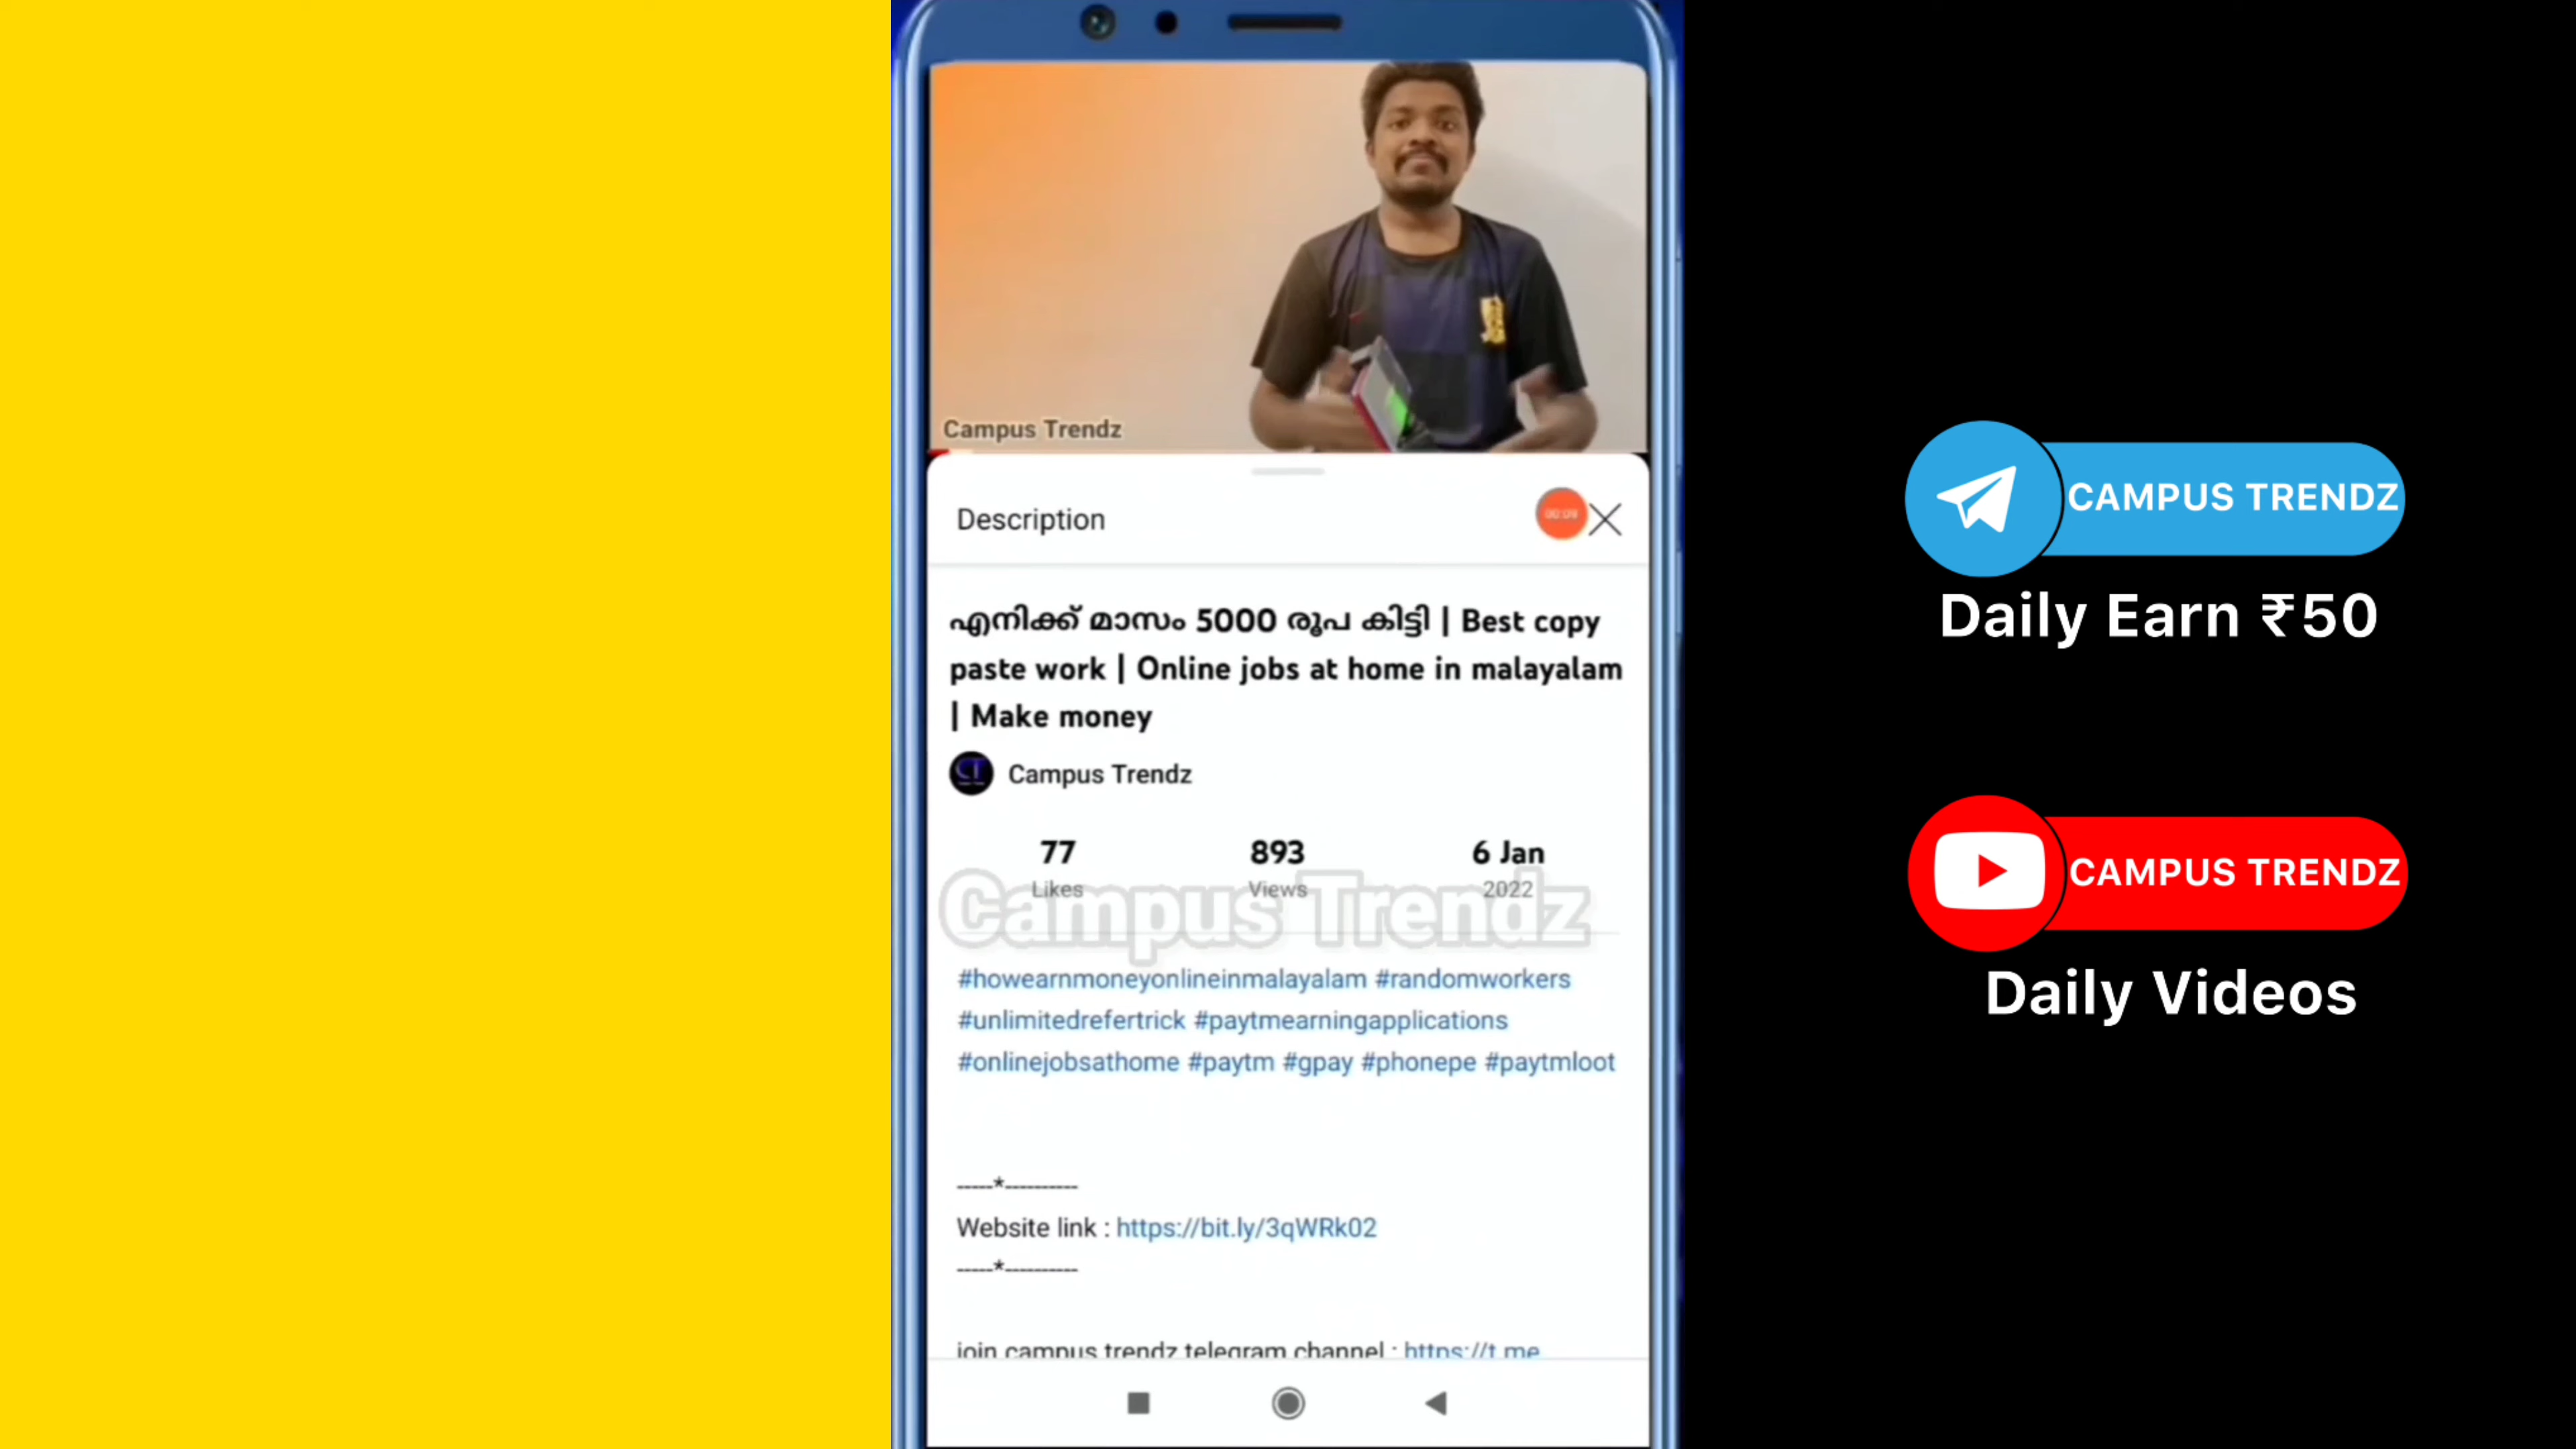 Campus Trendz
Description
00:09
എനിക്ക് മാസം 5000 രൂപ കിട്ടി | Best copy
paste work | Online jobs at home in malayalam
| Make money
CT
Campus Trendz
77 893 6 Jan
Likes Views 2022
Campus Trendz
#howearnmoneyonlineinmalayalam #randomworkers
#unlimitedrefertrick #paytmearningapplications
#onlinejobsathome #paytm #gpay #phonepe #paytmloot
-----*----------
Website link : https://bit.ly/3qWRk02
-----*----------
join campus trendz telegram channel : https://t.me
CAMPUS TRENDZ
Daily Earn ₹50
CAMPUS TRENDZ
Daily Videos